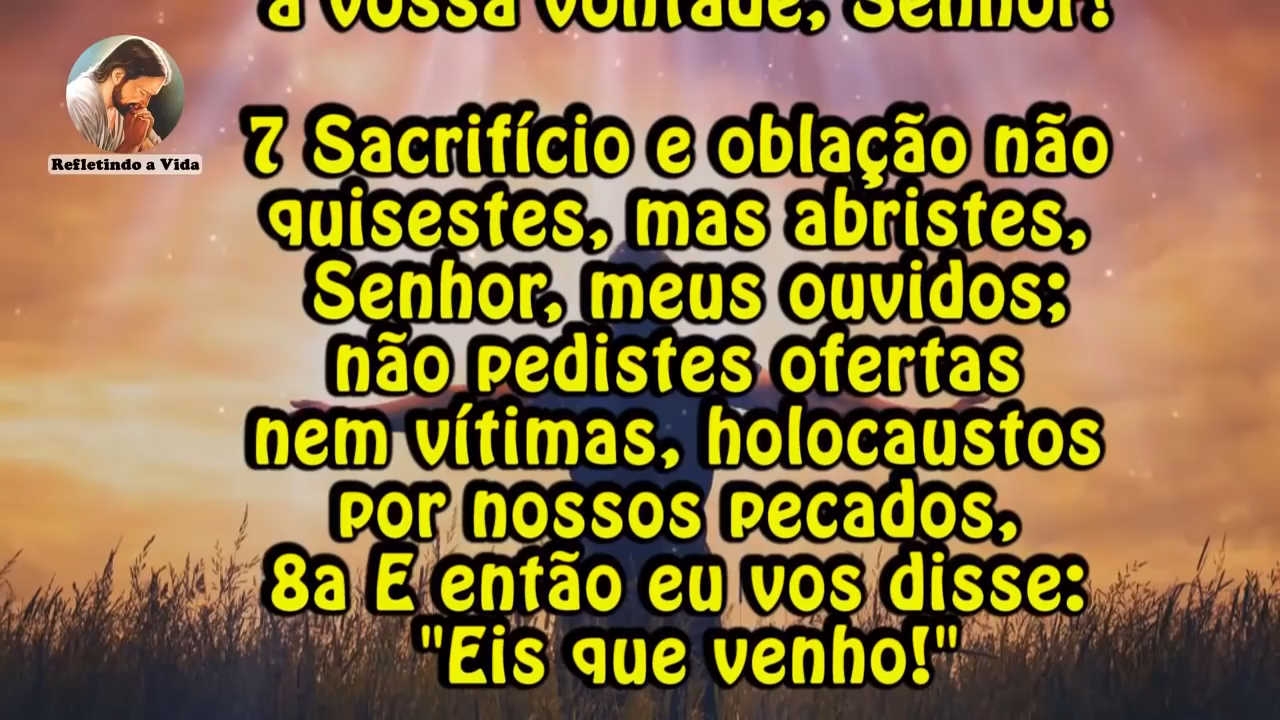 a vossa vontade, Senhor!
Refletindo a Vida
7 Sacrifício e oblação não
quisestes, mas abristes,
Senhor, meus ouvidos;
não pedistes ofertas
nem vítimas, holocaustos
por nossos pecados,
8a E então eu vos disse:
"Eis que venho!"